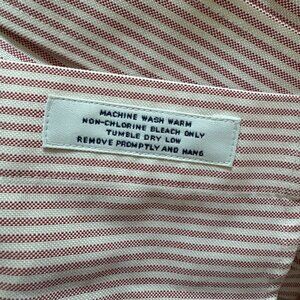 MACHINE WASH WARM
NON-CHLORINE BLEACH ONLY
TUMBLE DRY LOW
REMOVE PROMPTLY AND HANG